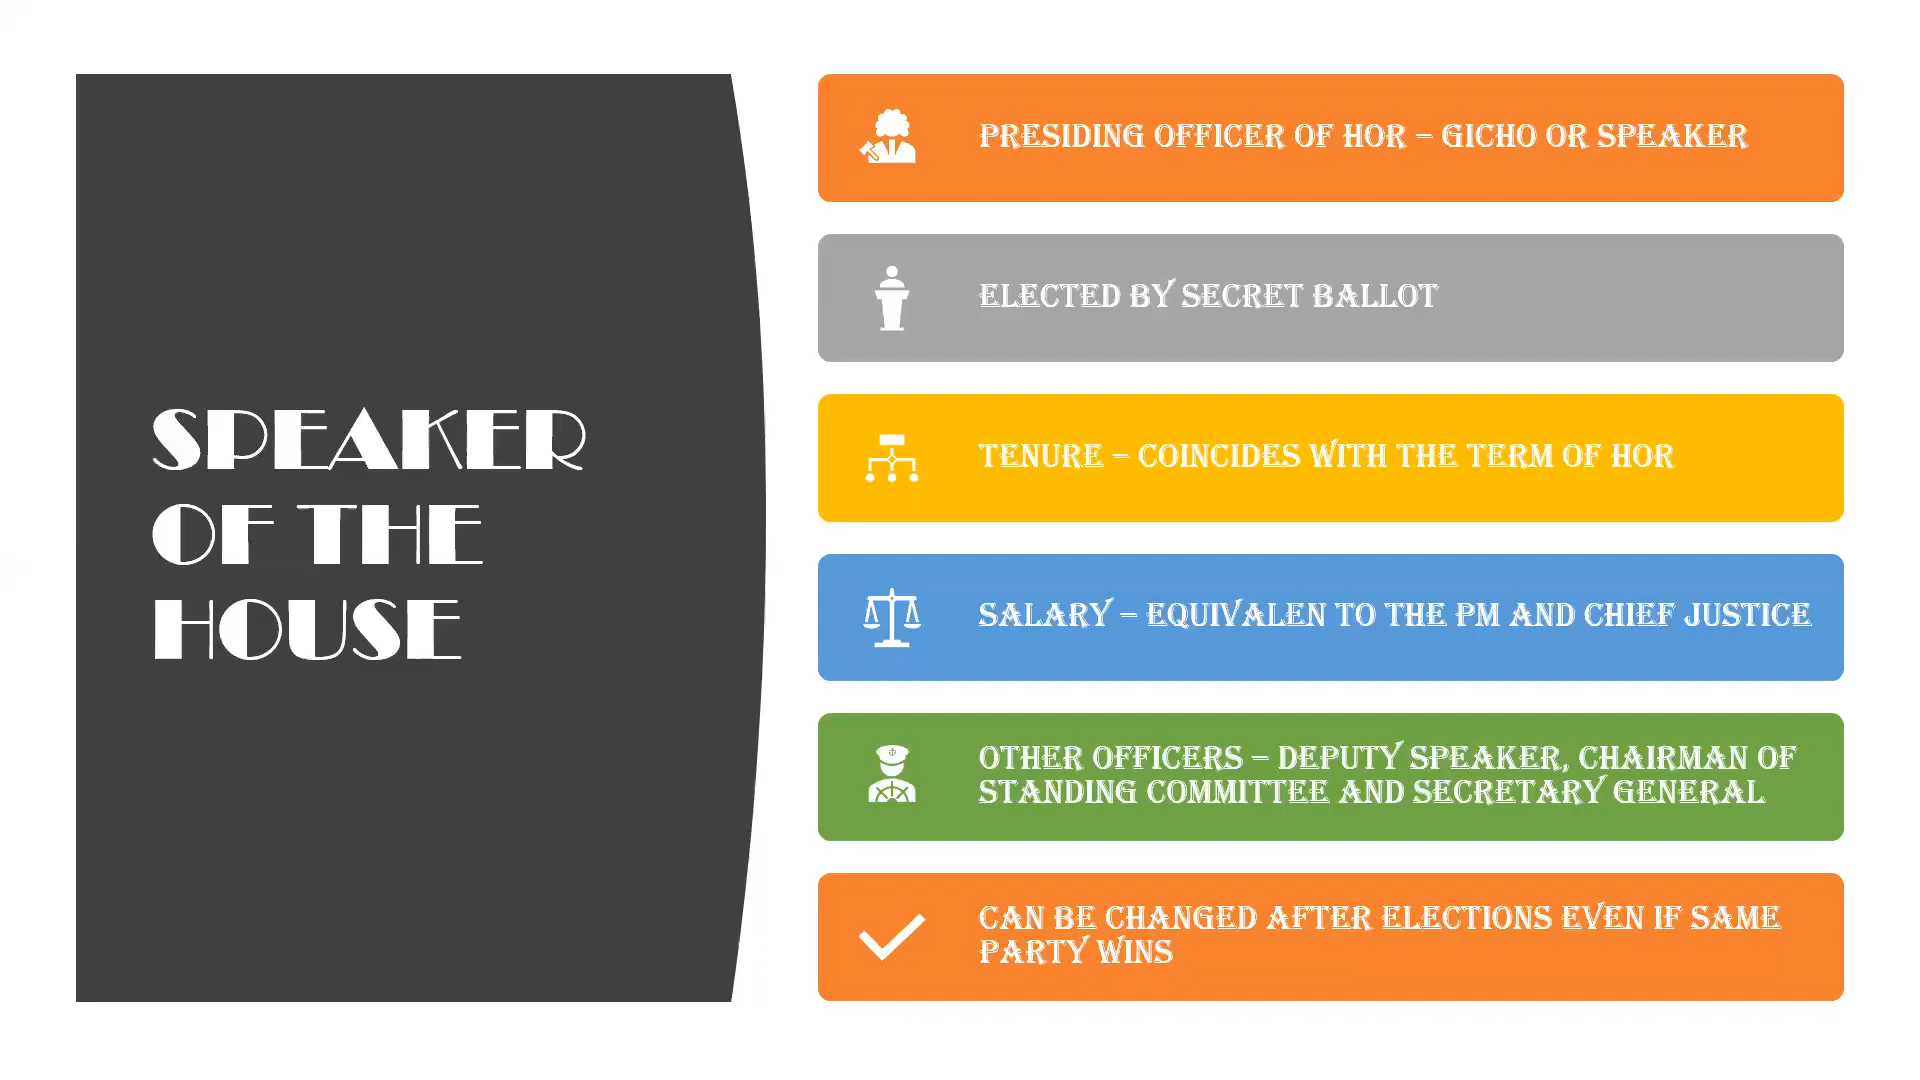 SPEAKER
OF THE
HOUSE
PRESIDING OFFICER OF HOR – GICHO OR SPEAKER
ELECTED BY SECRET BALLOT
TENURE – COINCIDES WITH THE TERM OF HOR
SALARY – EQUIVALEN TO THE PM AND CHIEF JUSTICE
OTHER OFFICERS – DEPUTY SPEAKER, CHAIRMAN OF
STANDING COMMITTEE AND SECRETARY GENERAL
CAN BE CHANGED AFTER ELECTIONS EVEN IF SAME
PARTY WINS